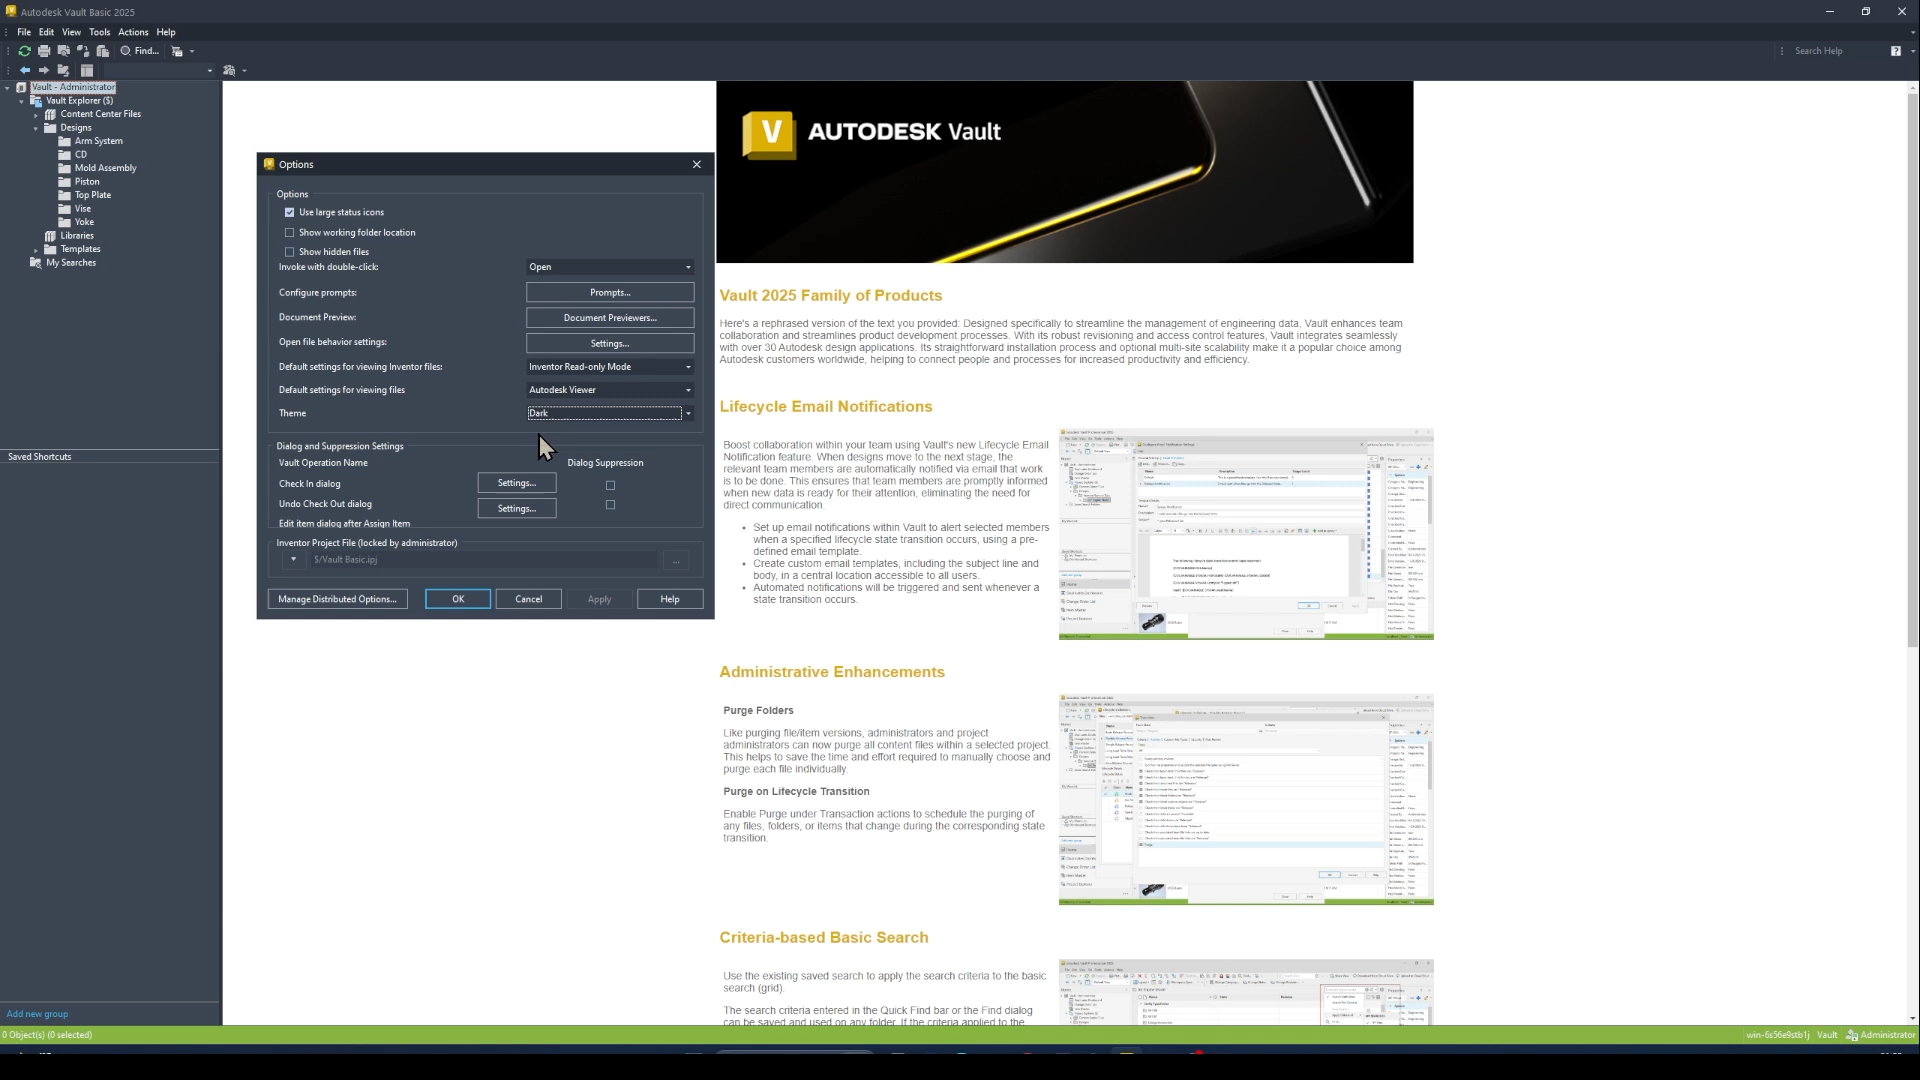 Autodesk Vault Basic 2025
File Edit View Tools Actions Help
Find...
Search Help
Vault - Administrator
Vault Explorer ($)
Content Center Files
Designs
Arm System
CD
Mold Assembly
Piston
Top Plate
Vise
Yoke
Libraries
Templates
My Searches
Saved Shortcuts
Add new group
Options
Options
Use large status icons
Show working folder location
Show hidden files
Invoke with double-click: Open
Configure prompts: Prompts...
Document Preview: Document Previewers...
Open file behavior settings: Settings...
Default settings for viewing Inventor files: Inventor Read-only Mode
Default settings for viewing files Autodesk Viewer
Theme Dark
Dialog and Suppression Settings
Vault Operation Name Dialog Suppression
Check In dialog Settings...
Undo Check Out dialog Settings...
Edit item dialog after Assign Item
Inventor Project File (locked by administrator)
$/Vault Basic.ipj ...
Manage Distributed Options... OK Cancel Apply Help
V AUTODESK Vault
Vault 2025 Family of Products
Here's a rephrased version of the text you provided: Designed specifically to streamline the management of engineering data, Vault enhances team
collaboration and streamlines product development processes. With its robust revisioning and access control features, Vault integrates seamlessly
with over 30 Autodesk design applications. Its straightforward installation process and optional multi-site scalability make it a popular choice among
Autodesk customers worldwide, helping to connect people and processes for increased productivity and efficiency.
Lifecycle Email Notifications
Boost collaboration within your team using Vault's new Lifecycle Email
Notification feature. When designs move to the next stage, the
relevant team members are automatically notified via email that work
is to be done. This ensures that team members are promptly informed
when new data is ready for their attention, eliminating the need for
direct communication.
• Set up email notifications within Vault to alert selected members
when a specified lifecycle state transition occurs, using a pre-
defined email template.
• Create custom email templates, including the subject line and
body, in a central location accessible to all users.
• Automated notifications will be triggered and sent whenever a
state transition occurs.
Administrative Enhancements
Purge Folders
Like purging file/item versions, administrators and project
administrators can now purge all content files within a selected project.
This helps to save the time and effort required to manually choose and
purge each file individually.
Purge on Lifecycle Transition
Enable Purge under Transaction actions to schedule the purging of
any files, folders, or items that change during the corresponding state
transition.
Criteria-based Basic Search
Use the existing saved search to apply the search criteria to the basic
search (grid).
The search criteria entered in the Quick Find bar or the Find dialog
can be saved and used on any folder. If the criteria applied to the
0 Object(s) (0 selected)
win-6s56e9stb1j Vault Administrator